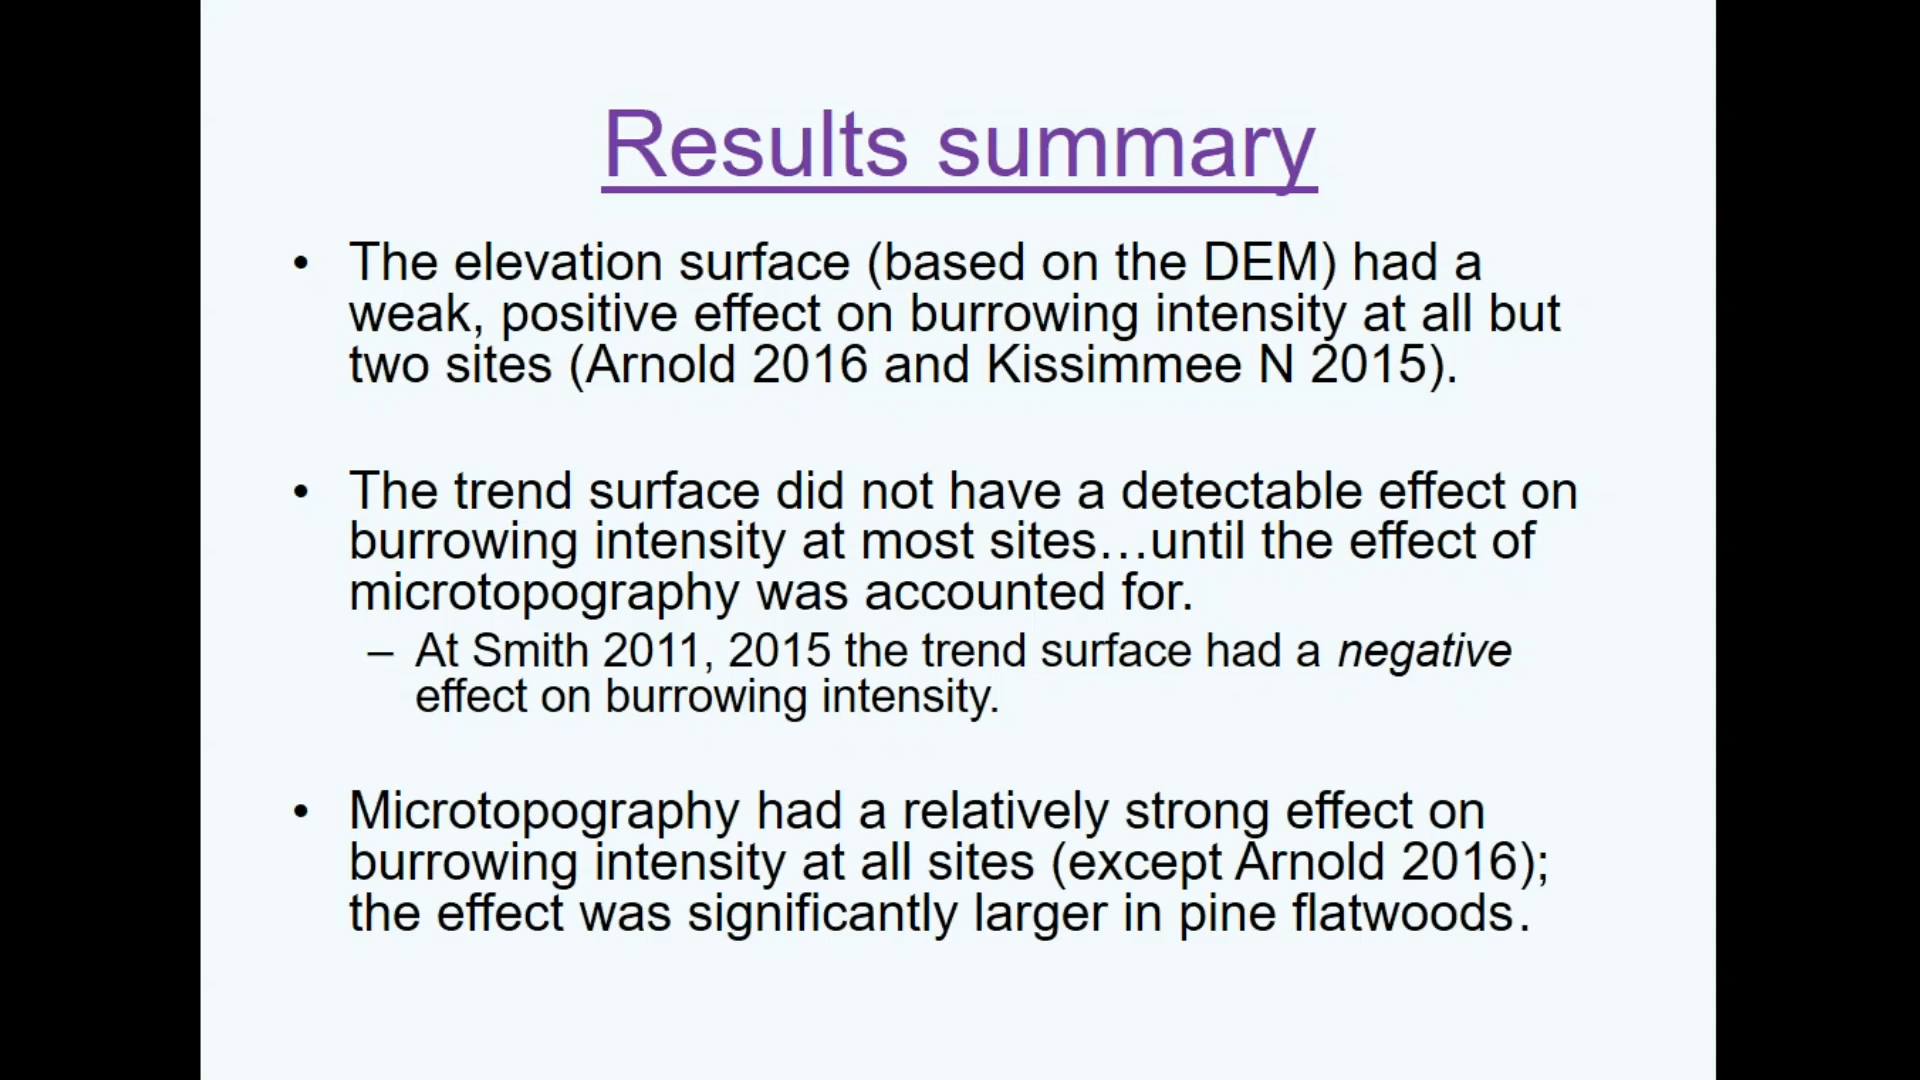 Results summary
• The elevation surface (based on the DEM) had a
weak, positive effect on burrowing intensity at all but
two sites (Arnold 2016 and Kissimmee N 2015).
• The trend surface did not have a detectable effect on
burrowing intensity at most sites…until the effect of
microtopography was accounted for.
– At Smith 2011, 2015 the trend surface had a negative
effect on burrowing intensity.
• Microtopography had a relatively strong effect on
burrowing intensity at all sites (except Arnold 2016);
the effect was significantly larger in pine flatwoods.